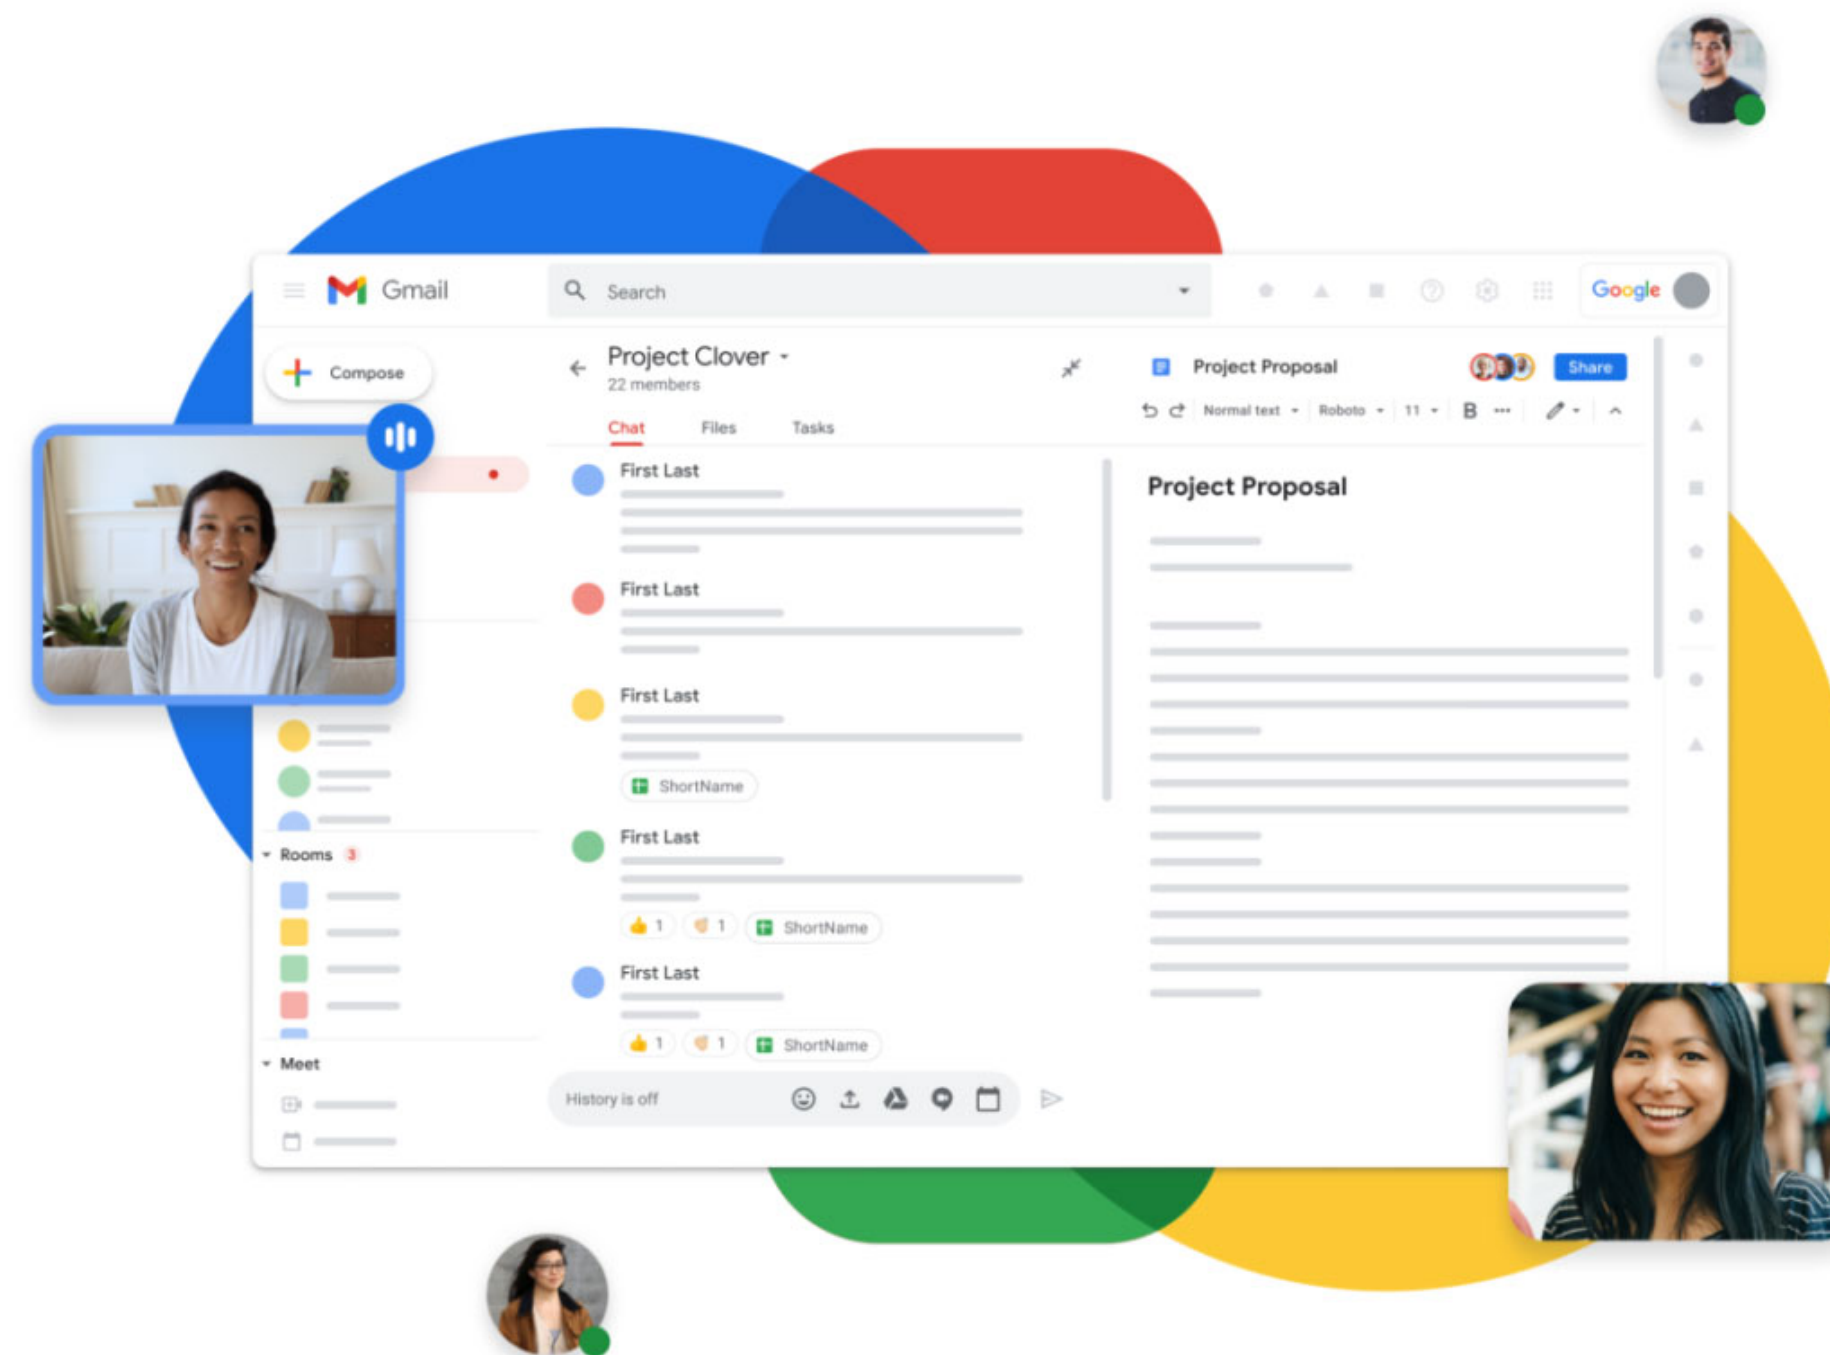 Gmail
Search
Google
Compose
Project Clover
22 members
Chat Files Tasks
First Last
First Last
First Last
ShortName
First Last
👍 1 👏 1 ShortName
First Last
👍 1 👏 1 ShortName
History is off
Rooms 3
Meet
Project Proposal
Share
Normal text Roboto 11 B
Project Proposal